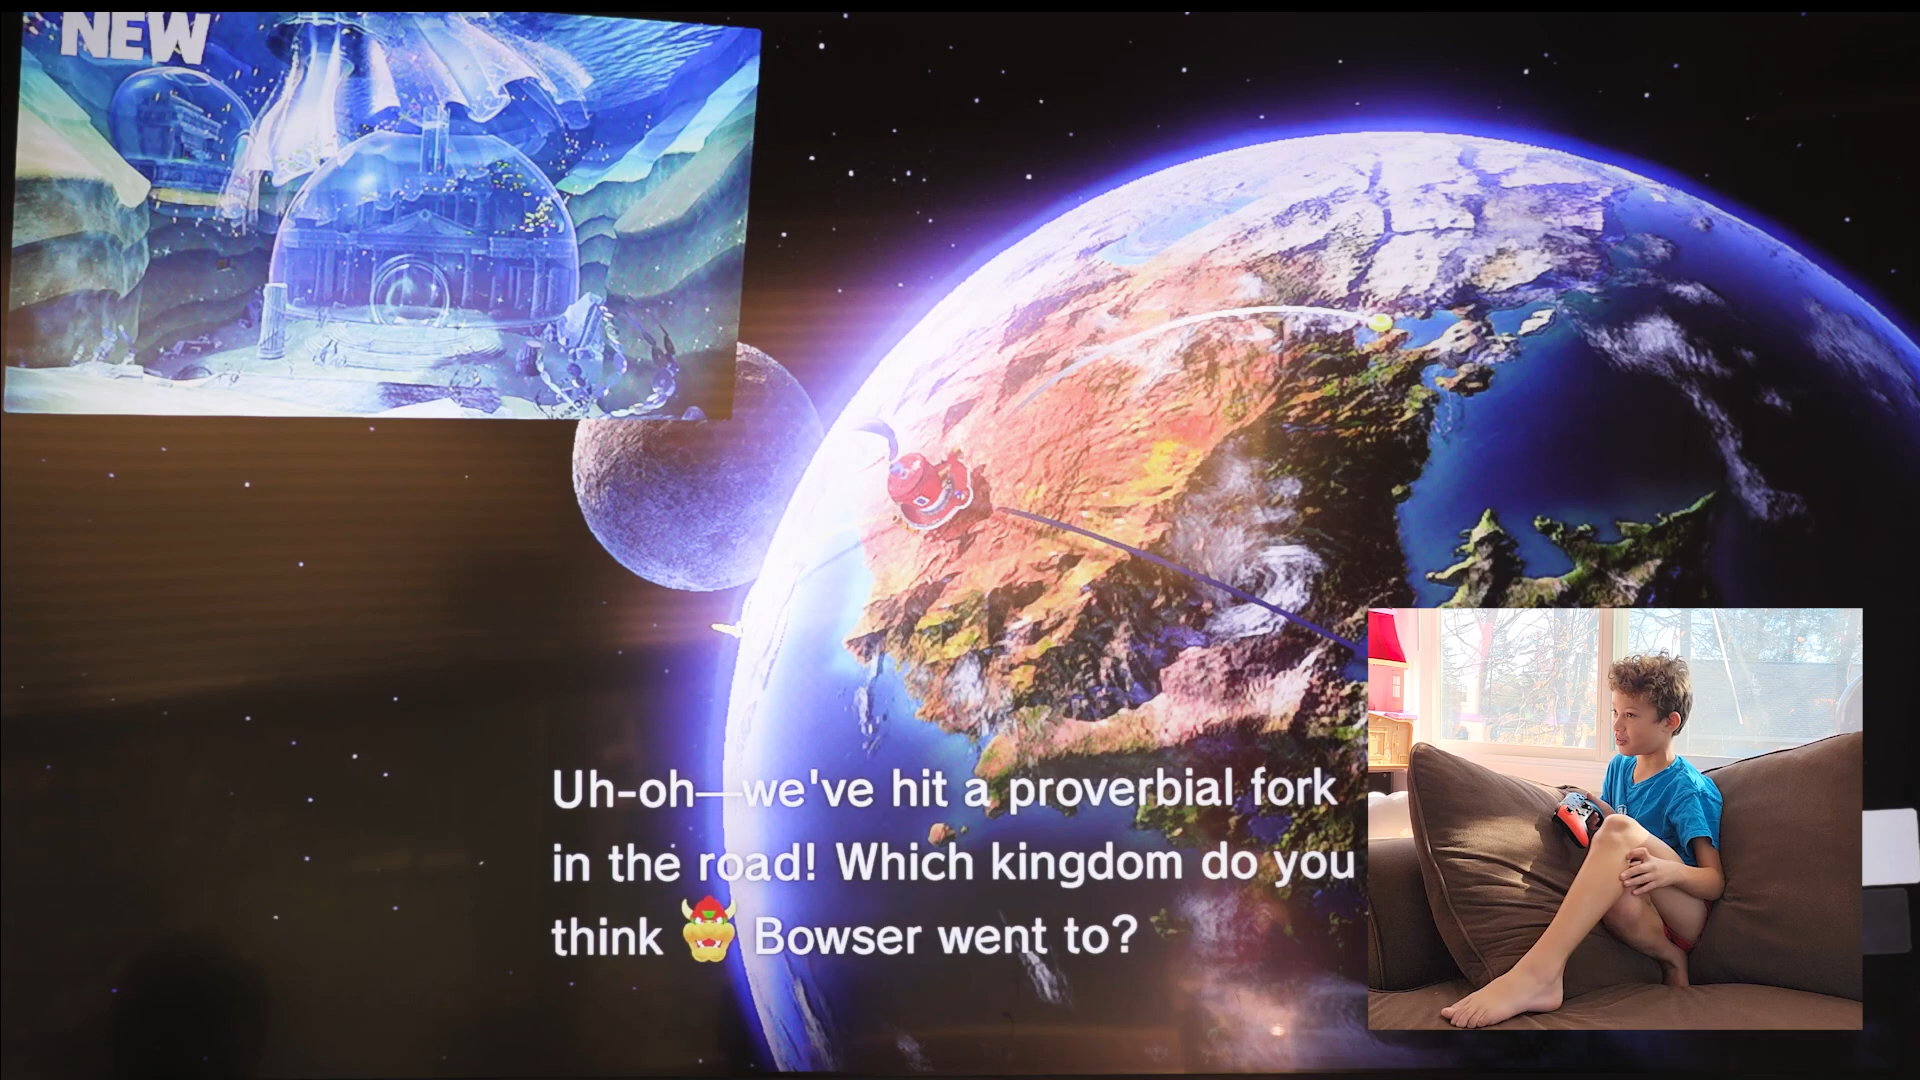 NEW
Uh-oh—we've hit a proverbial fork
in the road! Which kingdom do you
think Bowser went to?